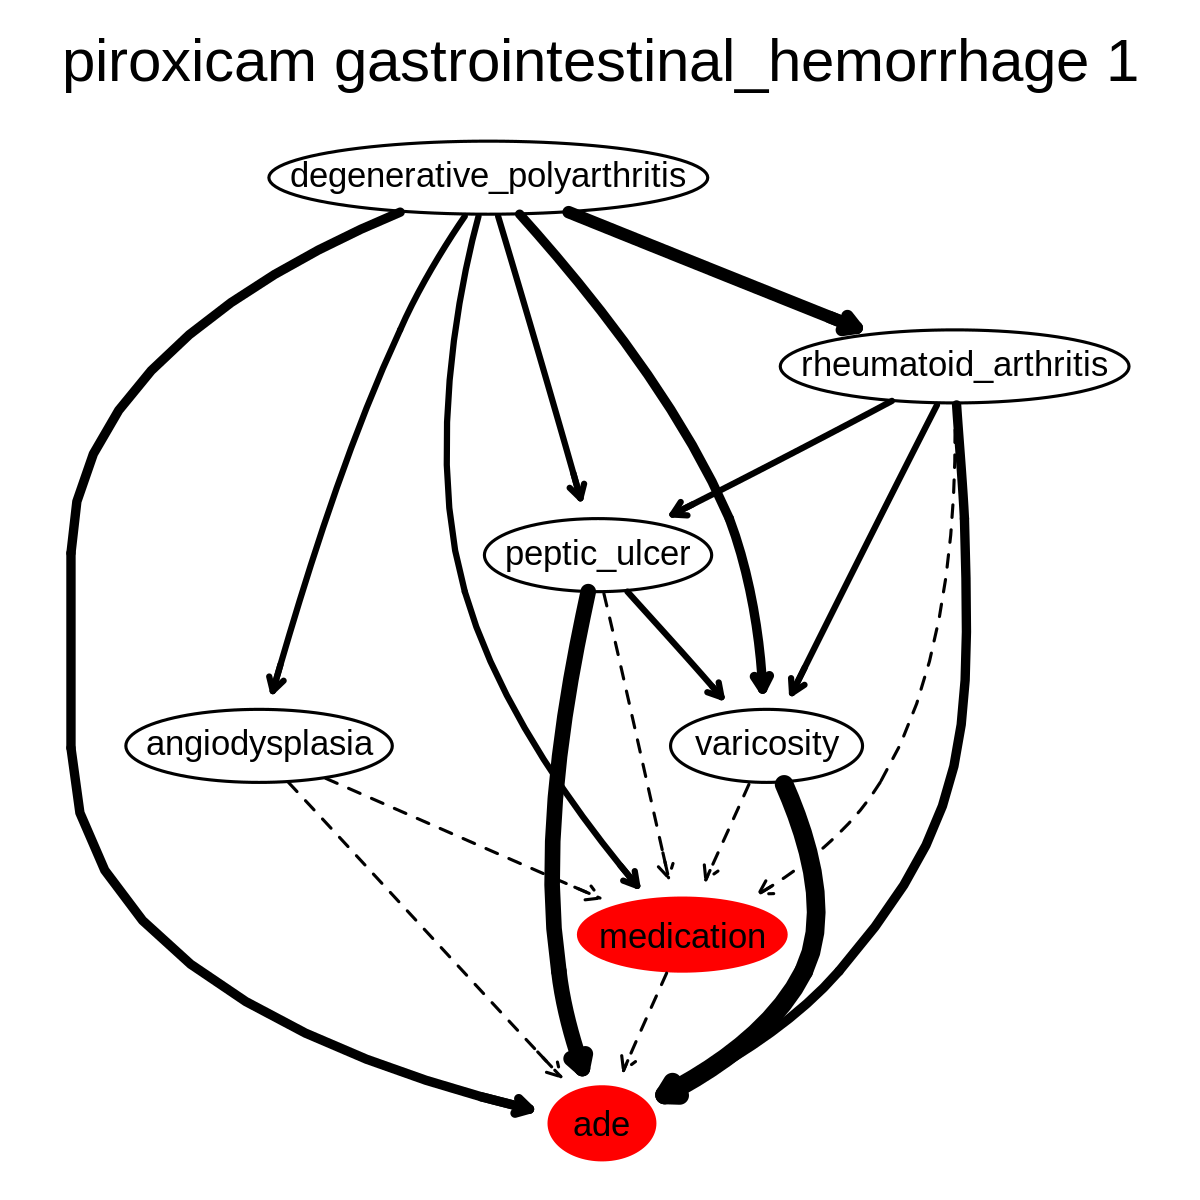 piroxicam gastrointestinal_hemorrhage 1
degenerative_polyarthritis
rheumatoid_arthritis
peptic_ulcer
angiodysplasia
varicosity
medication
ade